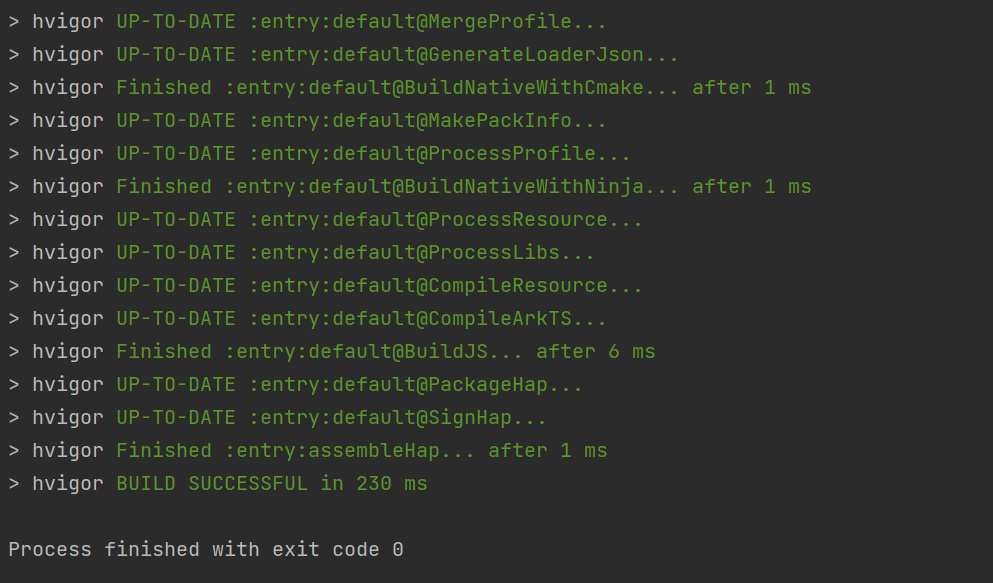 > hvigor UP-TO-DATE :entry:default@MergeProfile...
> hvigor UP-TO-DATE :entry:default@GenerateLoaderJson...
> hvigor Finished :entry:default@BuildNativeWithCmake... after 1 ms
> hvigor UP-TO-DATE :entry:default@MakePackInfo...
> hvigor UP-TO-DATE :entry:default@ProcessProfile...
> hvigor Finished :entry:default@BuildNativeWithNinja... after 1 ms
> hvigor UP-TO-DATE :entry:default@ProcessResource...
> hvigor UP-TO-DATE :entry:default@ProcessLibs...
> hvigor UP-TO-DATE :entry:default@CompileResource...
> hvigor UP-TO-DATE :entry:default@CompileArkTS...
> hvigor Finished :entry:default@BuildJS... after 6 ms
> hvigor UP-TO-DATE :entry:default@PackageHap...
> hvigor UP-TO-DATE :entry:default@SignHap...
> hvigor Finished :entry:assembleHap... after 1 ms
> hvigor BUILD SUCCESSFUL in 230 ms
Process finished with exit code 0